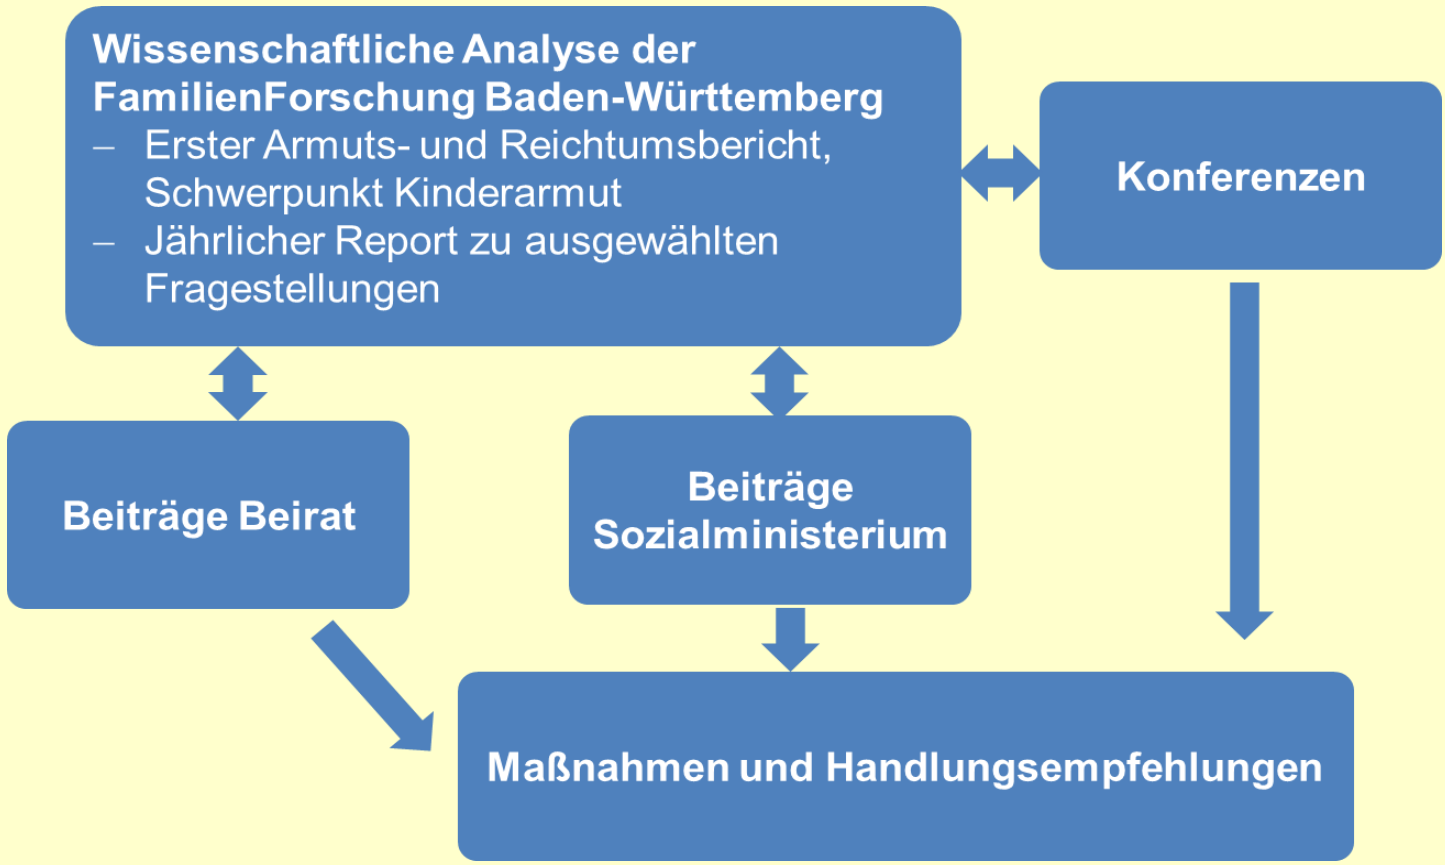 Wissenschaftliche Analyse der
FamilienForschung Baden-Württemberg
– Erster Armuts- und Reichtumsbericht,
Schwerpunkt Kinderarmut
– Jährlicher Report zu ausgewählten
Fragestellungen
Konferenzen
Beiträge Beirat
Beiträge
Sozialministerium
Maßnahmen und Handlungsempfehlungen